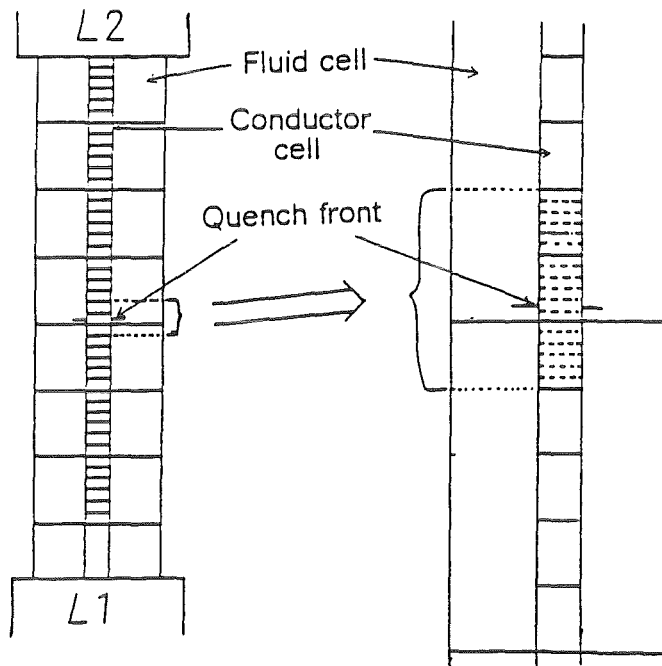 L2
Fluid cell
Conductor
cell
Quench front
L1